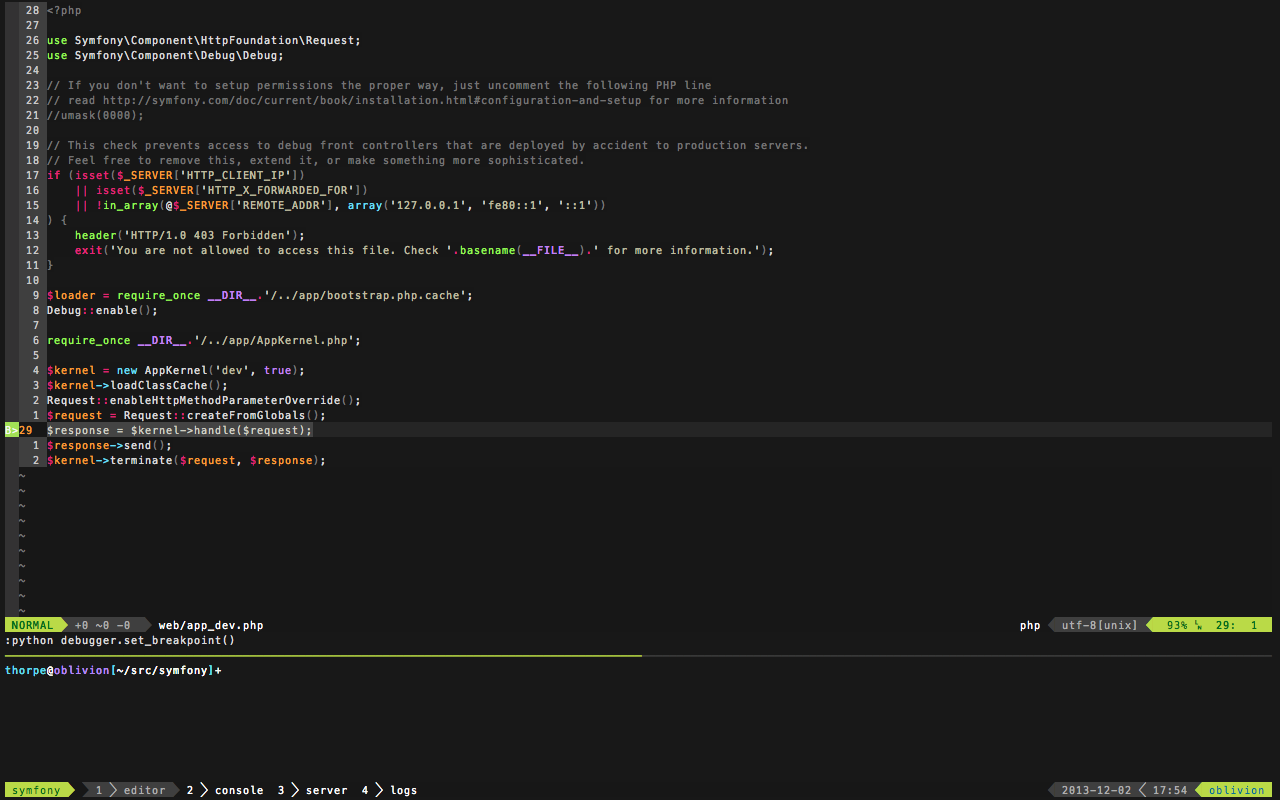 28 <?php
27
26 use Symfony\Component\HttpFoundation\Request;
25 use Symfony\Component\Debug\Debug;
24
23 // If you don't want to setup permissions the proper way, just uncomment the following PHP line
22 // read http://symfony.com/doc/current/book/installation.html#configuration-and-setup for more information
21 //umask(0000);
20
19 // This check prevents access to debug front controllers that are deployed by accident to production servers.
18 // Feel free to remove this, extend it, or make something more sophisticated.
17 if (isset($_SERVER['HTTP_CLIENT_IP'])
16     || isset($_SERVER['HTTP_X_FORWARDED_FOR'])
15     || !in_array(@$_SERVER['REMOTE_ADDR'], array('127.0.0.1', 'fe80::1', '::1'))
14 ) {
13     header('HTTP/1.0 403 Forbidden');
12     exit('You are not allowed to access this file. Check '.basename(__FILE__).' for more information.');
11 }
10
9 $loader = require_once __DIR__.'/../app/bootstrap.php.cache';
8 Debug::enable();
7
6 require_once __DIR__.'/../app/AppKernel.php';
5
4 $kernel = new AppKernel('dev', true);
3 $kernel->loadClassCache();
2 Request::enableHttpMethodParameterOverride();
1 $request = Request::createFromGlobals();
B>29 $response = $kernel->handle($request);
1 $response->send();
2 $kernel->terminate($request, $response);
~
~
~
~
~
~
~
~
~
~
NORMAL +0 ~0 -0 web/app_dev.php php utf-8[unix] 93% ␤ 29: 1
:python debugger.set_breakpoint()
thorpe@oblivion[~/src/symfony]+
symfony 1 editor 2 console 3 server 4 logs 2013-12-02 17:54 oblivion